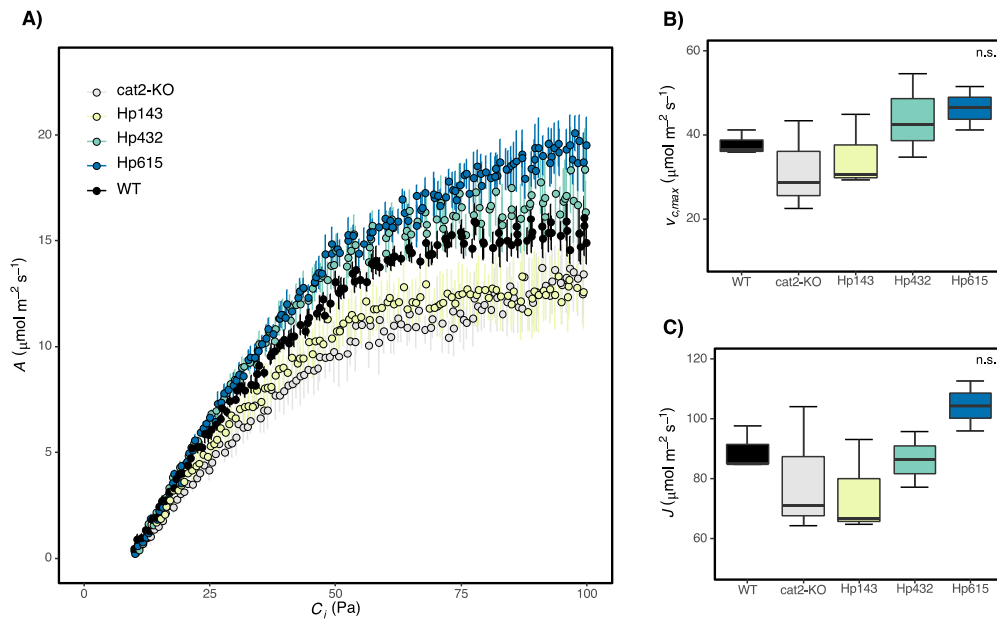 A)
cat2-KO
Hp143
Hp432
Hp615
WT
20
15
10
5
0
A (μmol m⁻² s⁻¹)
0 25 50 75 100
Cᵢ (Pa)
B)
n.s.
60
40
20
v_c,max (μmol m⁻² s⁻¹)
WT cat2-KO Hp143 Hp432 Hp615
C)
n.s.
120
100
80
60
J (μmol m⁻² s⁻¹)
WT cat2-KO Hp143 Hp432 Hp615